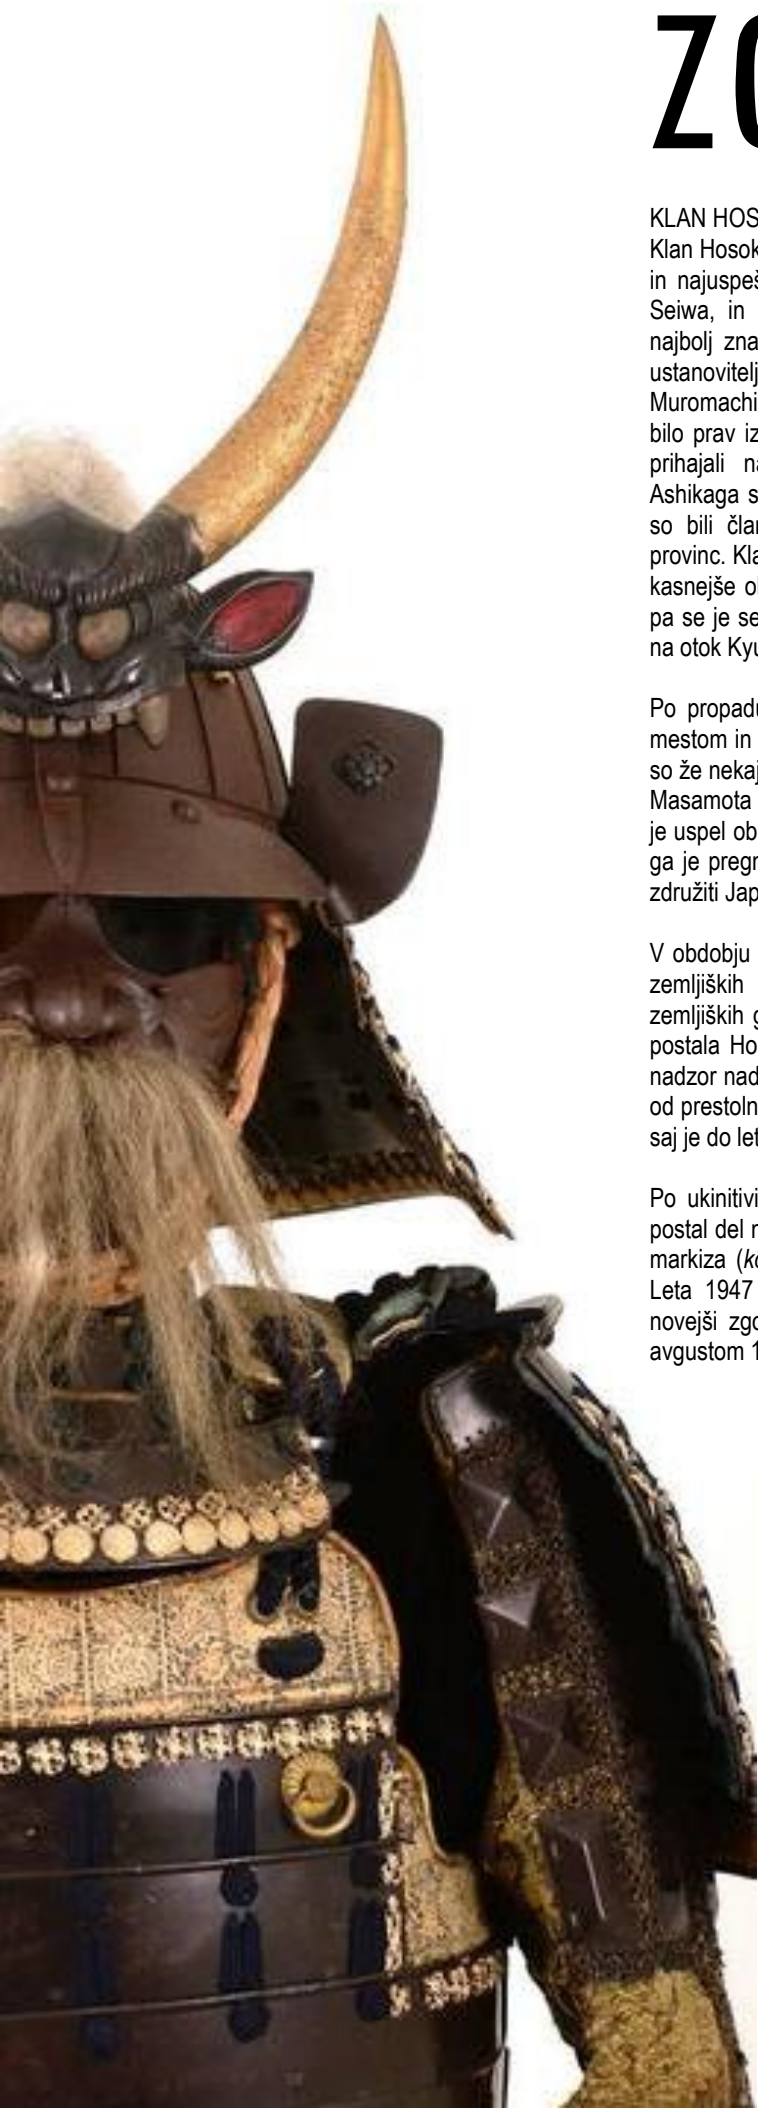 ZO
KLAN HOS
Klan Hosok
in najuspeš
Seiwa, in
najbolj zna
ustanovitelj
Muromachi
bilo prav iz
prihajali na
Ashikaga s
so bili član
provinc. Kla
kasnejše ob
pa se je se
na otok Kyu
Po propadu
mestom in
so že nekaj
Masamota
je uspel ob
ga je pregn
združiti Jap
V obdobju
zemljiških
zemljiških g
postala Ho
nadzor nad
od prestoln
saj je do let
Po ukinitivi
postal del n
markiza (ko
Leta 1947
novejši zgo
avgustom 1